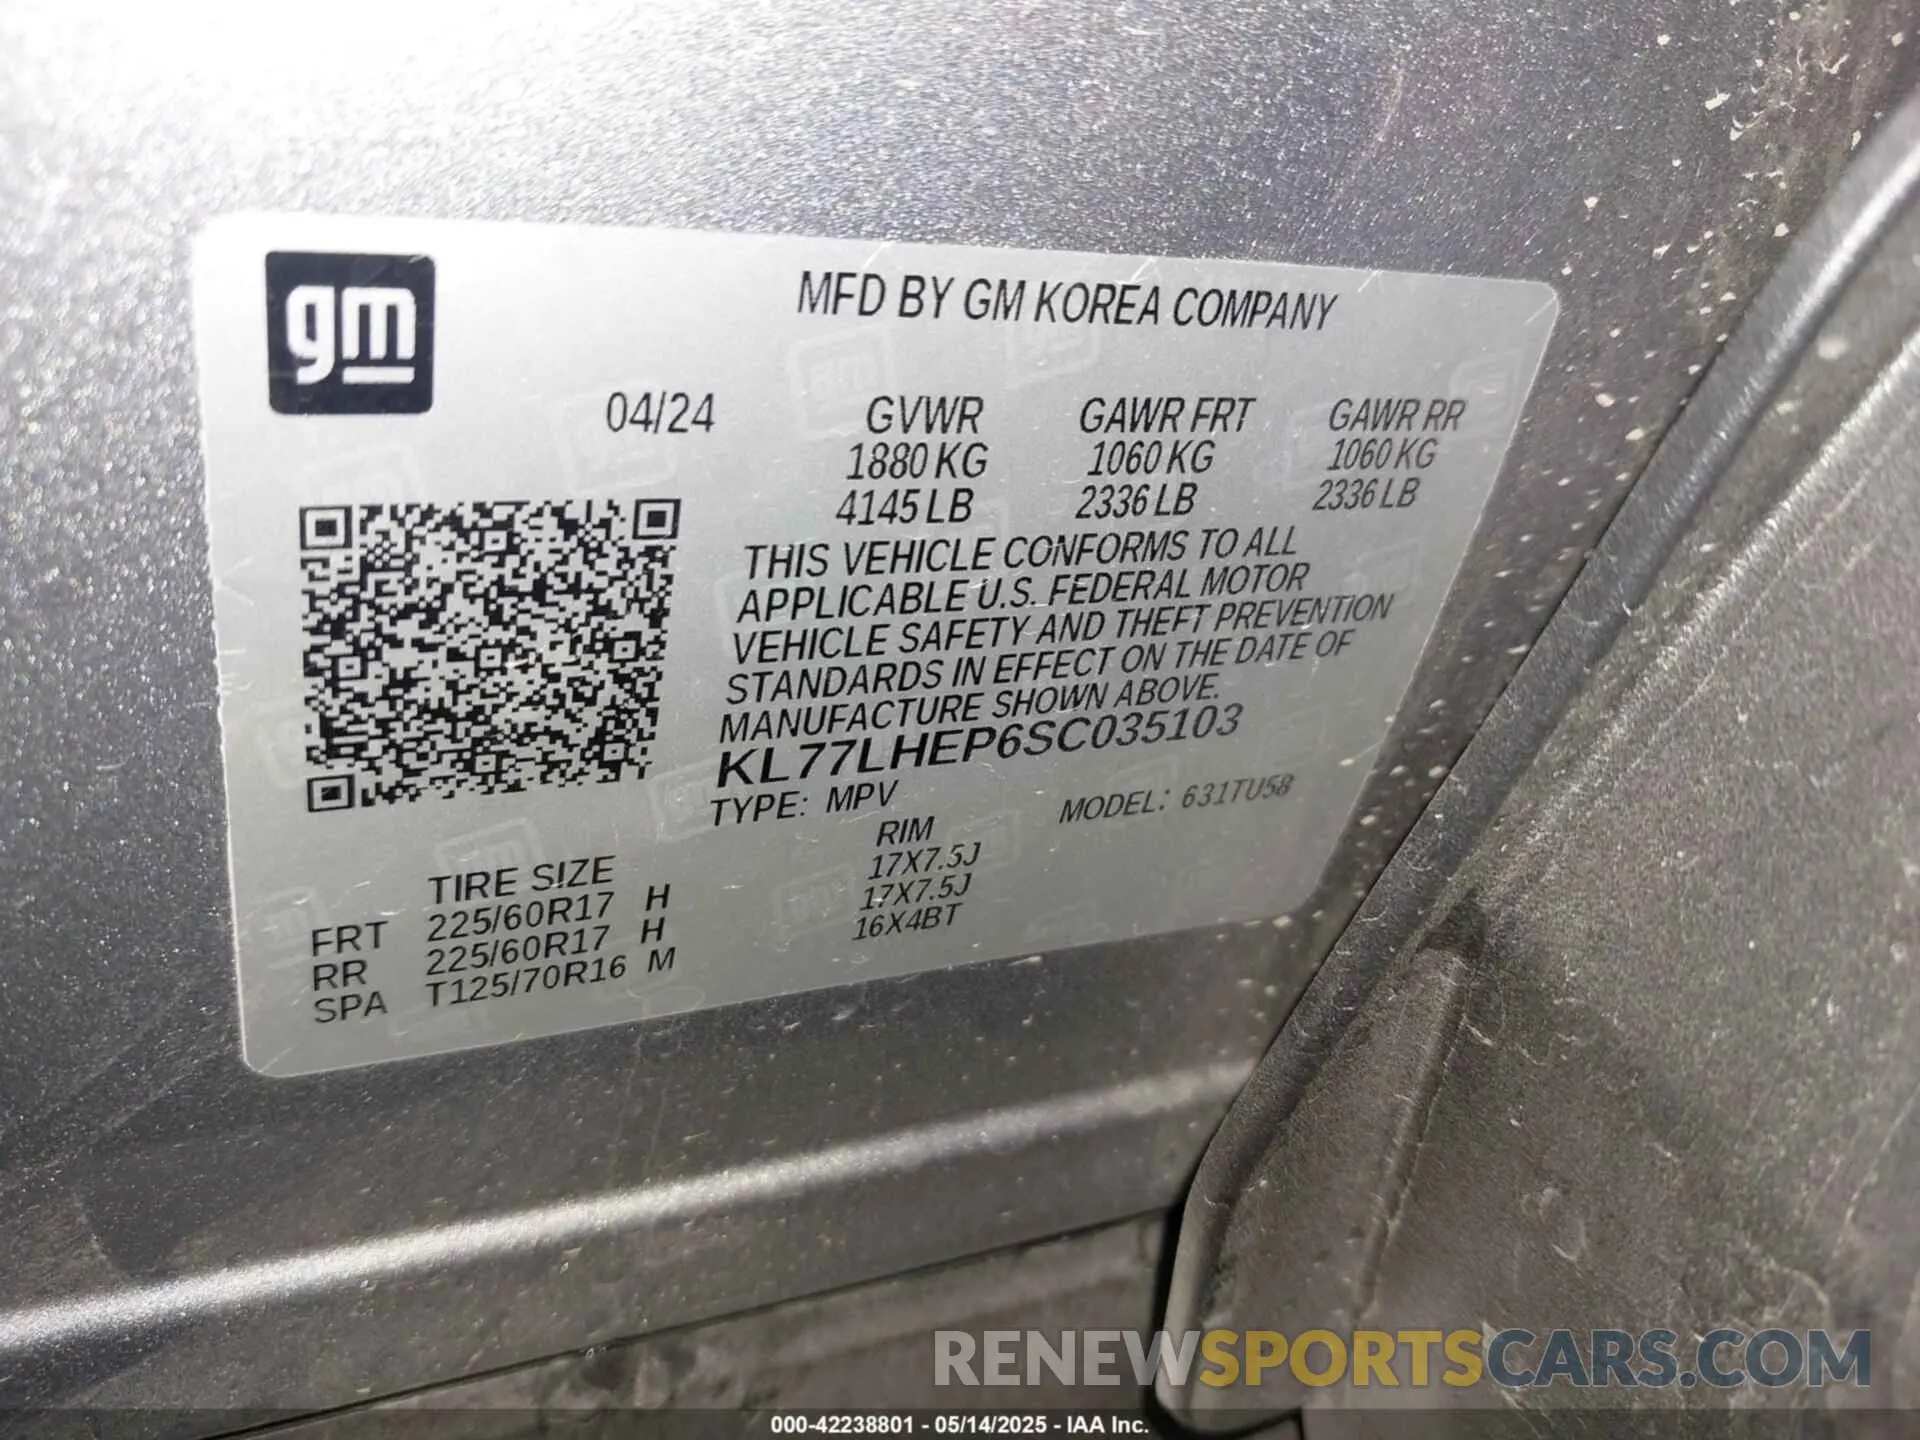 gm
MFD BY GM KOREA COMPANY
04/24 GVWR GAWR FRT GAWR RR
1880 KG 1060 KG 1060 KG
4145 LB 2336 LB 2336 LB
THIS VEHICLE CONFORMS TO ALL
APPLICABLE U.S. FEDERAL MOTOR
VEHICLE SAFETY AND THEFT PREVENTION
STANDARDS IN EFFECT ON THE DATE OF
MANUFACTURE SHOWN ABOVE.
KL77LHEP6SC035103
TYPE: MPV MODEL: 631TU58
TIRE SIZE RIM
FRT 225/60R17 H 17X7.5J
RR 225/60R17 H 17X7.5J
SPA T125/70R16 M 16X4BT
RENEWSPORTSCARS.COM
000-42238801 - 05/14/2025 - IAA Inc.